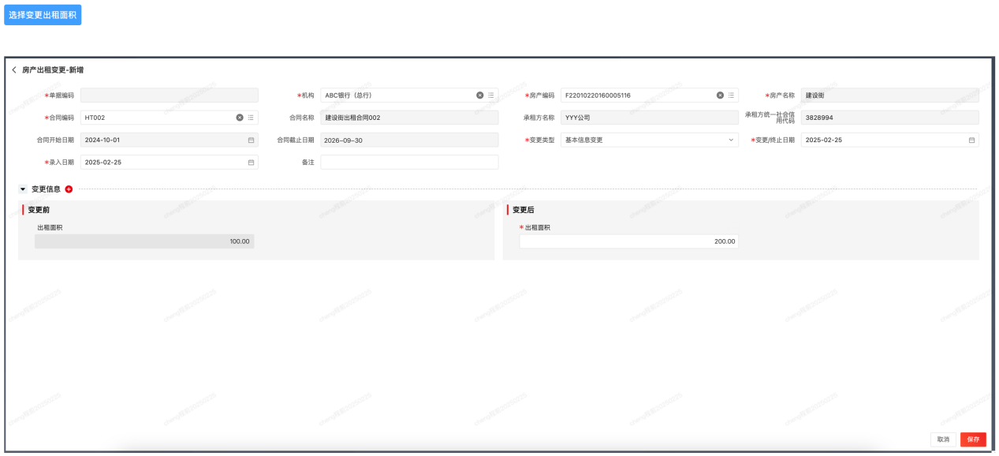 选择变更出租面积
房产出租变更-新增
*单据编码
*机构 ABC银行（总行）
*房产编码 F22010220160005116
*房产名称 建设街
*合同编码 HT002
合同名称 建设街出租合同002
承租方名称 YYY公司
承租方统一社会信
用代码 3828994
合同开始日期 2024-10-01
合同截止日期 2026-09-30
*变更类型 基本信息变更
*变更/终止日期 2025-02-25
*录入日期 2025-02-25
备注
变更信息
变更前
变更后
出租面积
*出租面积
100.00
200.00
取消 保存